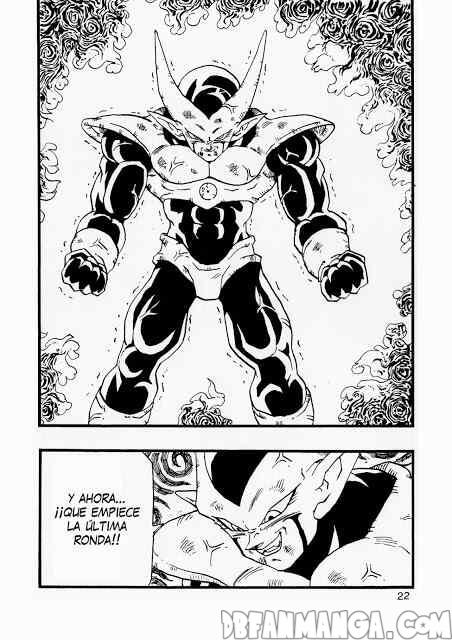 Y AHORA...
¡¡QUE EMPIECE
LA ÚLTIMA
RONDA!!
22
DBFANMANGA.COM